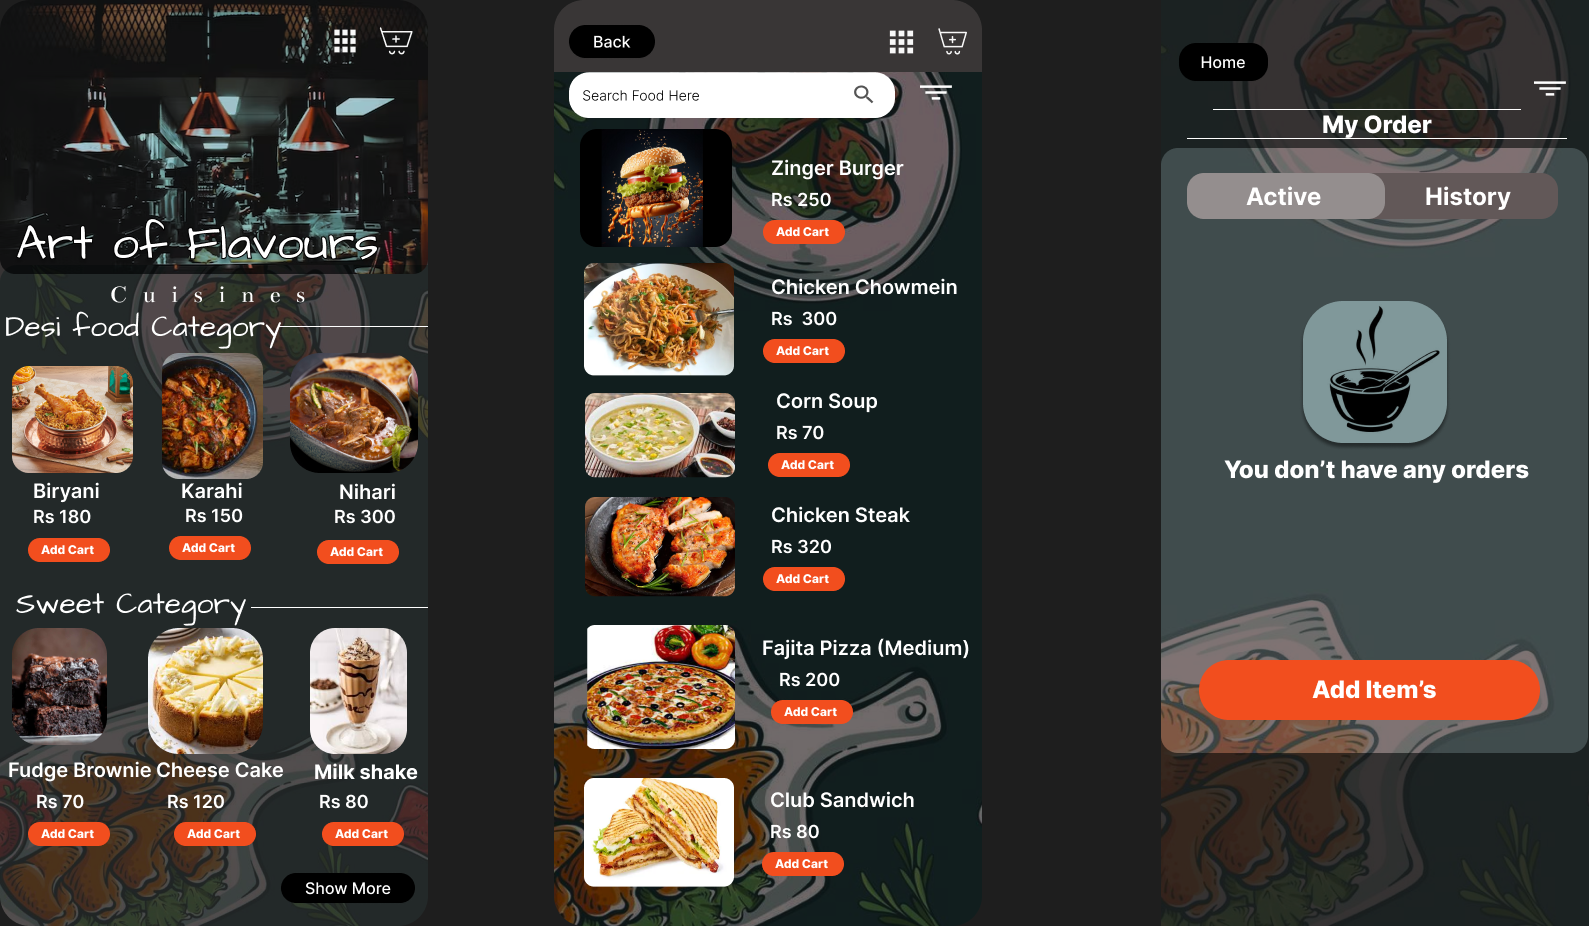 Art of Flavours
Cuisines
Desi food Category
Biryani
Rs 180
Add Cart
Karahi
Rs 150
Add Cart
Nihari
Rs 300
Add Cart
Sweet Category
Fudge Brownie
Rs 70
Add Cart
Cheese Cake
Rs 120
Add Cart
Milk shake
Rs 80
Add Cart
Show More
Back
Search Food Here
Zinger Burger
Rs 250
Add Cart
Chicken Chowmein
Rs 300
Add Cart
Corn Soup
Rs 70
Add Cart
Chicken Steak
Rs 320
Add Cart
Fajita Pizza (Medium)
Rs 200
Add Cart
Club Sandwich
Rs 80
Add Cart
Home
My Order
Active
History
You don’t have any orders
Add Item’s